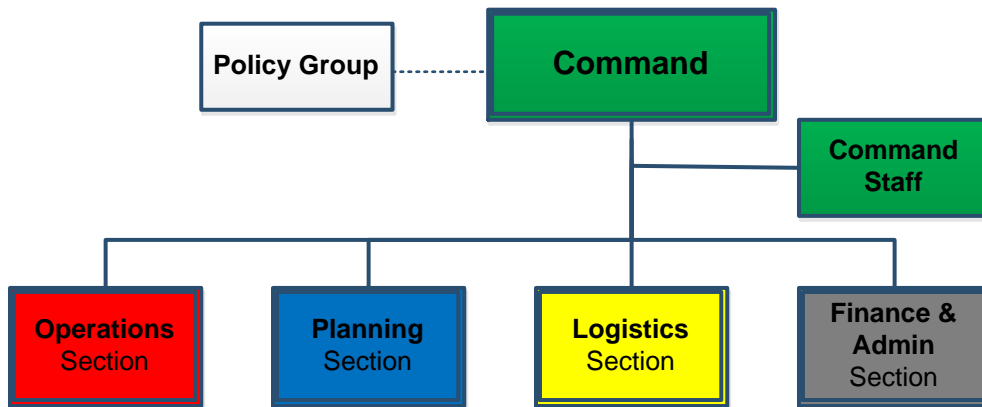 Policy Group
Command
Command
Staff
Operations
Section
Planning
Section
Logistics
Section
Finance &
Admin
Section